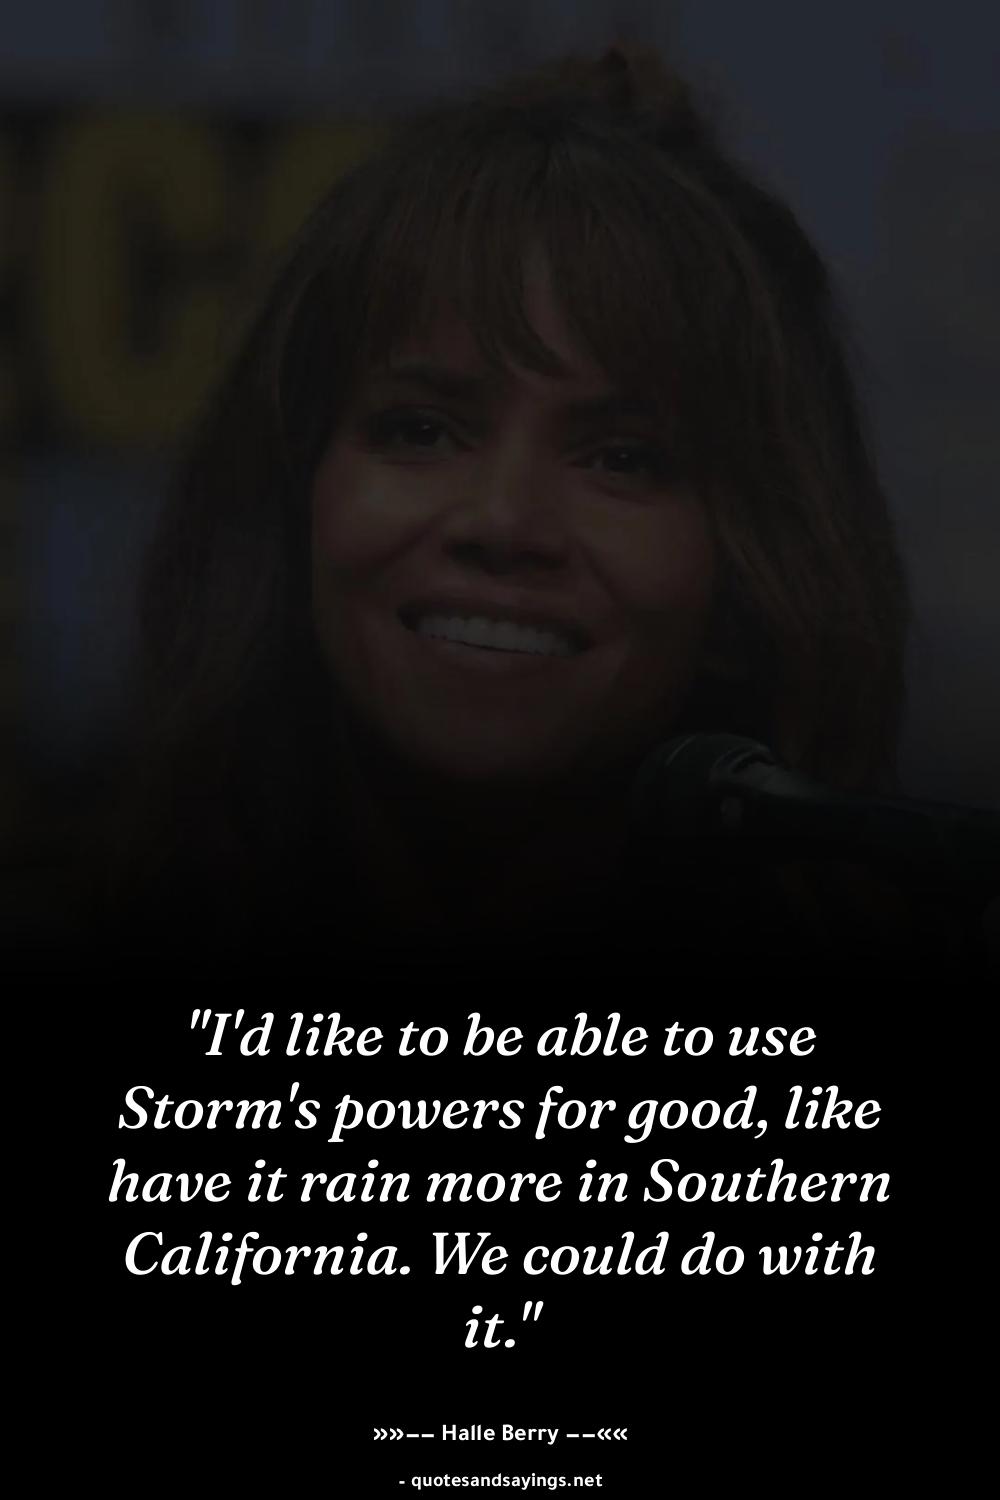 "I'd like to be able to use
Storm's powers for good, like
have it rain more in Southern
California. We could do with
it."
»»–– Halle Berry ––««
- quotesandsayings.net